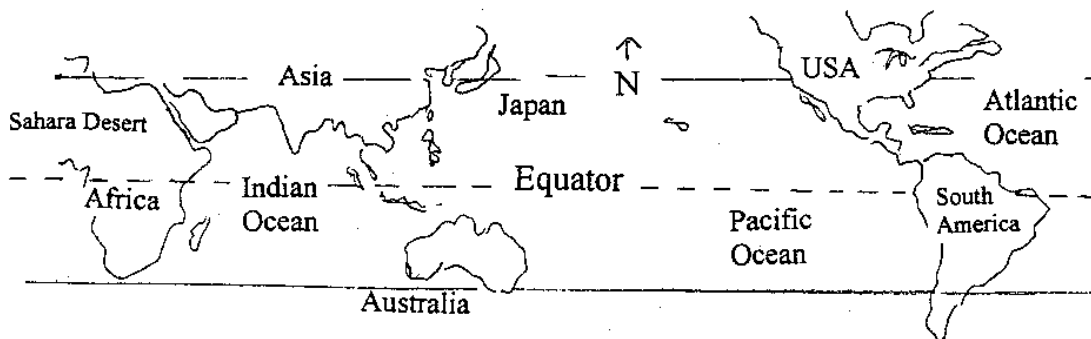 Asia
N
USA
Japan
Atlantic
Ocean
Sahara Desert
Africa
Indian
Ocean
Equator
South
America
Pacific
Ocean
Australia